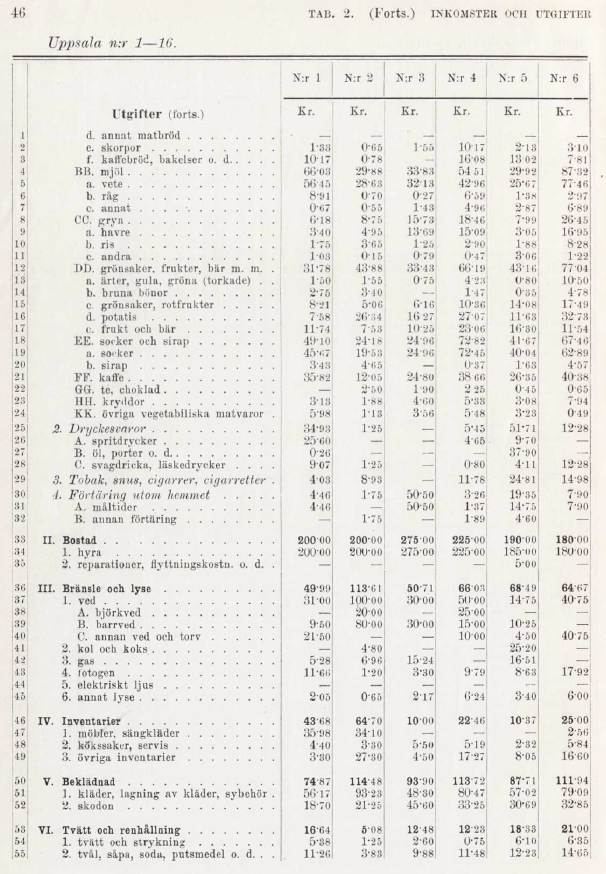 46 TAB. 2. (Forts.) INKOMSTER OCH UTGIFTER
Uppsala n:r 1—16.
N:r 1 N:r 2 N:r 3 N:r 4 N:r 5 N:r 6
Utgifter (forts.) Kr. Kr. Kr. Kr. Kr. Kr.
1 d. annat matbröd — — — — — —
2 e. skorpor 1·33 0·65 1·55 10·17 2·13 3·10
3 f. kaffebröd, bakelser o. d. 10·17 0·78 — 16·08 13·02 7·81
4 BB. mjöl 66·03 29·88 33·83 54·51 29·92 87·32
5 a. vete 56·45 28·63 32·13 42·96 25·67 77·46
6 b. råg 8·91 0·70 0·27 6·59 1·38 2·97
7 c. annat 0·67 0·55 1·43 4·96 2·87 6·89
8 CC. gryn 6·18 8·75 15·73 18·46 7·99 26·45
9 a. havre 3·40 4·95 13·69 15·09 3·05 16·95
10 b. ris 1·75 3·65 1·25 2·90 1·88 8·28
11 c. andra 1·03 0·15 0·79 0·47 3·06 1·22
12 DD. grönsaker, frukter, bär m. m. 31·78 43·88 33·43 66·19 43·16 77·04
13 a. ärter, gula, gröna (torkade) 1·50 1·55 0·75 4·23 0·80 10·50
14 b. bruna bönor 2·75 3·40 — 1·47 0·35 4·78
15 c. grönsaker, rotfrukter 8·21 5·06 6·16 10·36 14·08 17·49
16 d. potatis 7·58 26·34 16·27 27·07 11·63 32·73
17 e. frukt och bär 11·74 7·53 10·25 23·06 16·30 11·54
18 EE. socker och sirap 49·10 24·18 24·96 72·82 41·67 67·46
19 a. socker 45·67 19·53 24·96 72·45 40·04 62·89
20 b. sirap 3·43 4·65 — 0·37 1·63 4·57
21 FF. kaffe 35·82 12·05 24·80 38·66 26·35 40·38
22 GG. te, choklad — 2·50 1·90 2·25 0·45 0·65
23 HH. kryddor 3·13 1·88 4·60 5·33 3·08 7·94
24 KK. övriga vegetabiliska matvaror 5·98 1·13 3·56 5·48 3·23 0·49
25 2. Dryckesvaror 34·93 1·25 — 5·45 51·71 12·28
26 A. spritdrycker 25·60 — — 4·65 9·70 —
27 B. öl, porter o. d. 0·26 — — — 37·90 —
28 C. svagdricka, läskedrycker 9·07 1·25 — 0·80 4·11 12·28
29 3. Tobak, snus, cigarrer, cigarretter 4·03 8·93 — 11·78 24·81 14·98
30 4. Förtäring utom hemmet 4·46 1·75 50·50 3·26 19·35 7·90
31 A. måltider 4·46 — 50·50 1·37 14·75 7·90
32 B. annan förtäring — 1·75 — 1·89 4·60 —
33 II. Bostad 200·00 200·00 275·00 225·00 190·00 180·00
34 1. hyra 200·00 200·00 275·00 225·00 185·00 180·00
35 2. reparationer, flyttningskostn. o. d. — — — — 5·00 —
36 III. Bränsle och lyse 49·99 113·61 50·71 66·03 68·49 64·67
37 1. ved 31·00 100·00 30·00 50·00 14·75 40·75
38 A. björkved — 20·00 — 25·00 — —
39 B. barrved 9·50 80·00 30·00 15·00 10·25 —
40 C. annan ved och torv 21·50 — — 10·00 4·50 40·75
41 2. kol och koks — 4·80 — — 25·20 —
42 3. gas 5·28 6·96 15·24 — 16·51 —
43 4. fotogen 11·66 1·20 3·30 9·79 8·63 17·92
44 5. elektriskt ljus — — — — — —
45 6. annat lyse 2·05 0·65 2·17 6·24 3·40 6·00
46 IV. Inventarier 43·68 64·70 10·00 22·46 10·37 25·00
47 1. möbler, sängkläder 35·98 34·10 — — — 2·56
48 2. kökssaker, servis 4·40 3·30 5·50 5·19 2·32 5·84
49 3. övriga inventarier 3·30 27·30 4·50 17·27 8·05 16·60
50 V. Beklädnad 74·87 114·48 93·90 113·72 87·71 111·94
51 1. kläder, lagning av kläder, sybehör 56·17 93·23 48·30 80·47 57·02 79·09
52 2. skodon 18·70 21·25 45·60 33·25 30·69 32·85
53 VI. Tvätt och renhållning 16·64 5·08 12·48 12·23 18·33 21·00
54 1. tvätt och strykning 5·38 1·25 2·60 0·75 6·10 6·35
55 2. tvål, såpa, soda, putsmedel o. d. 11·26 3·83 9·88 11·48 12·23 14·65